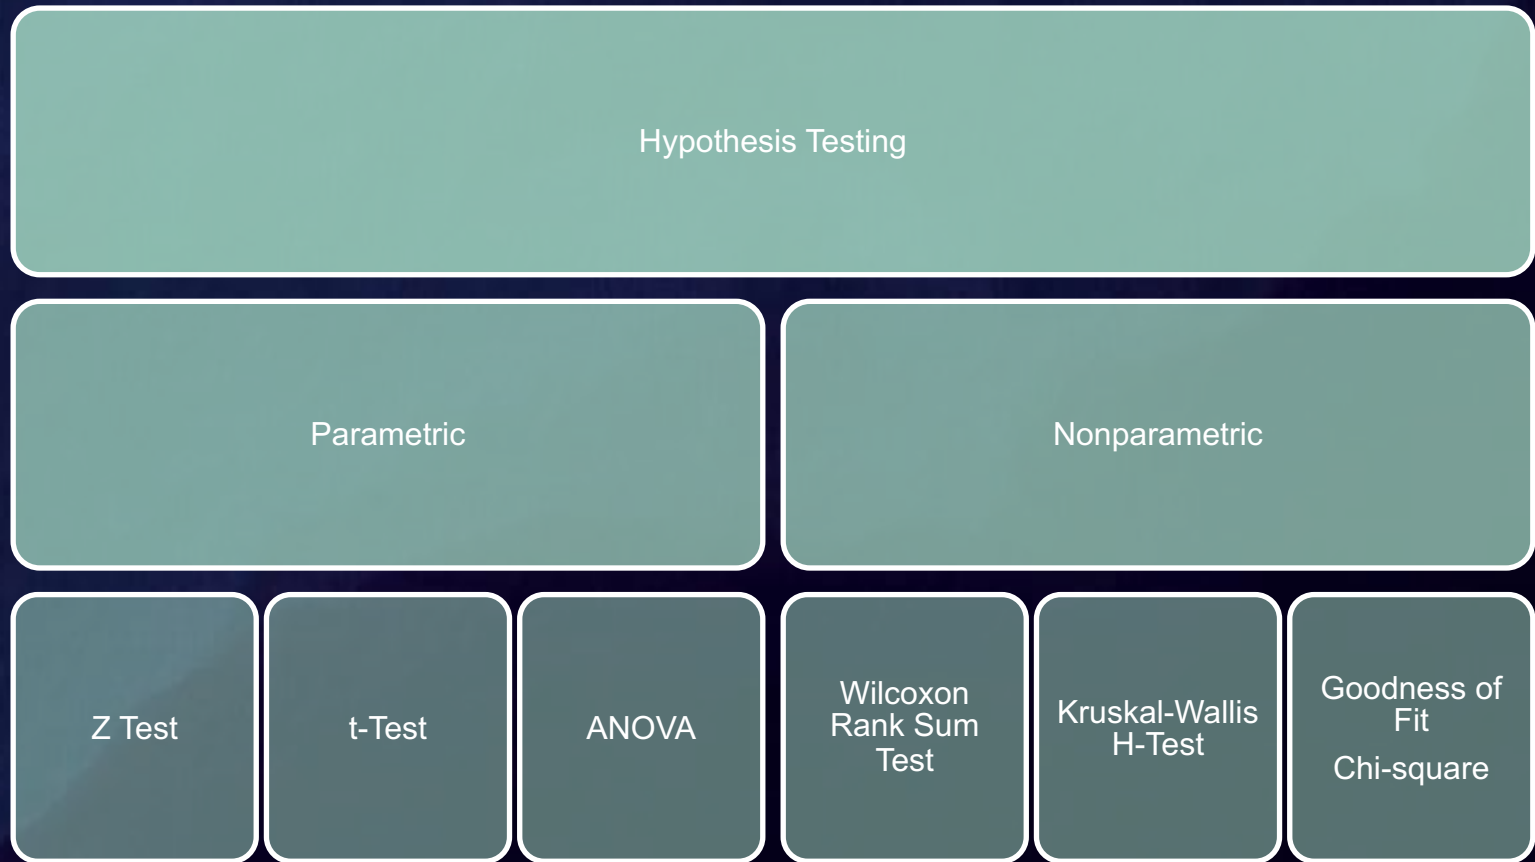 Hypothesis Testing
Parametric
Nonparametric
Z Test
t-Test
ANOVA
Wilcoxon
Rank Sum
Test
Kruskal-Wallis
H-Test
Goodness of
Fit
Chi-square